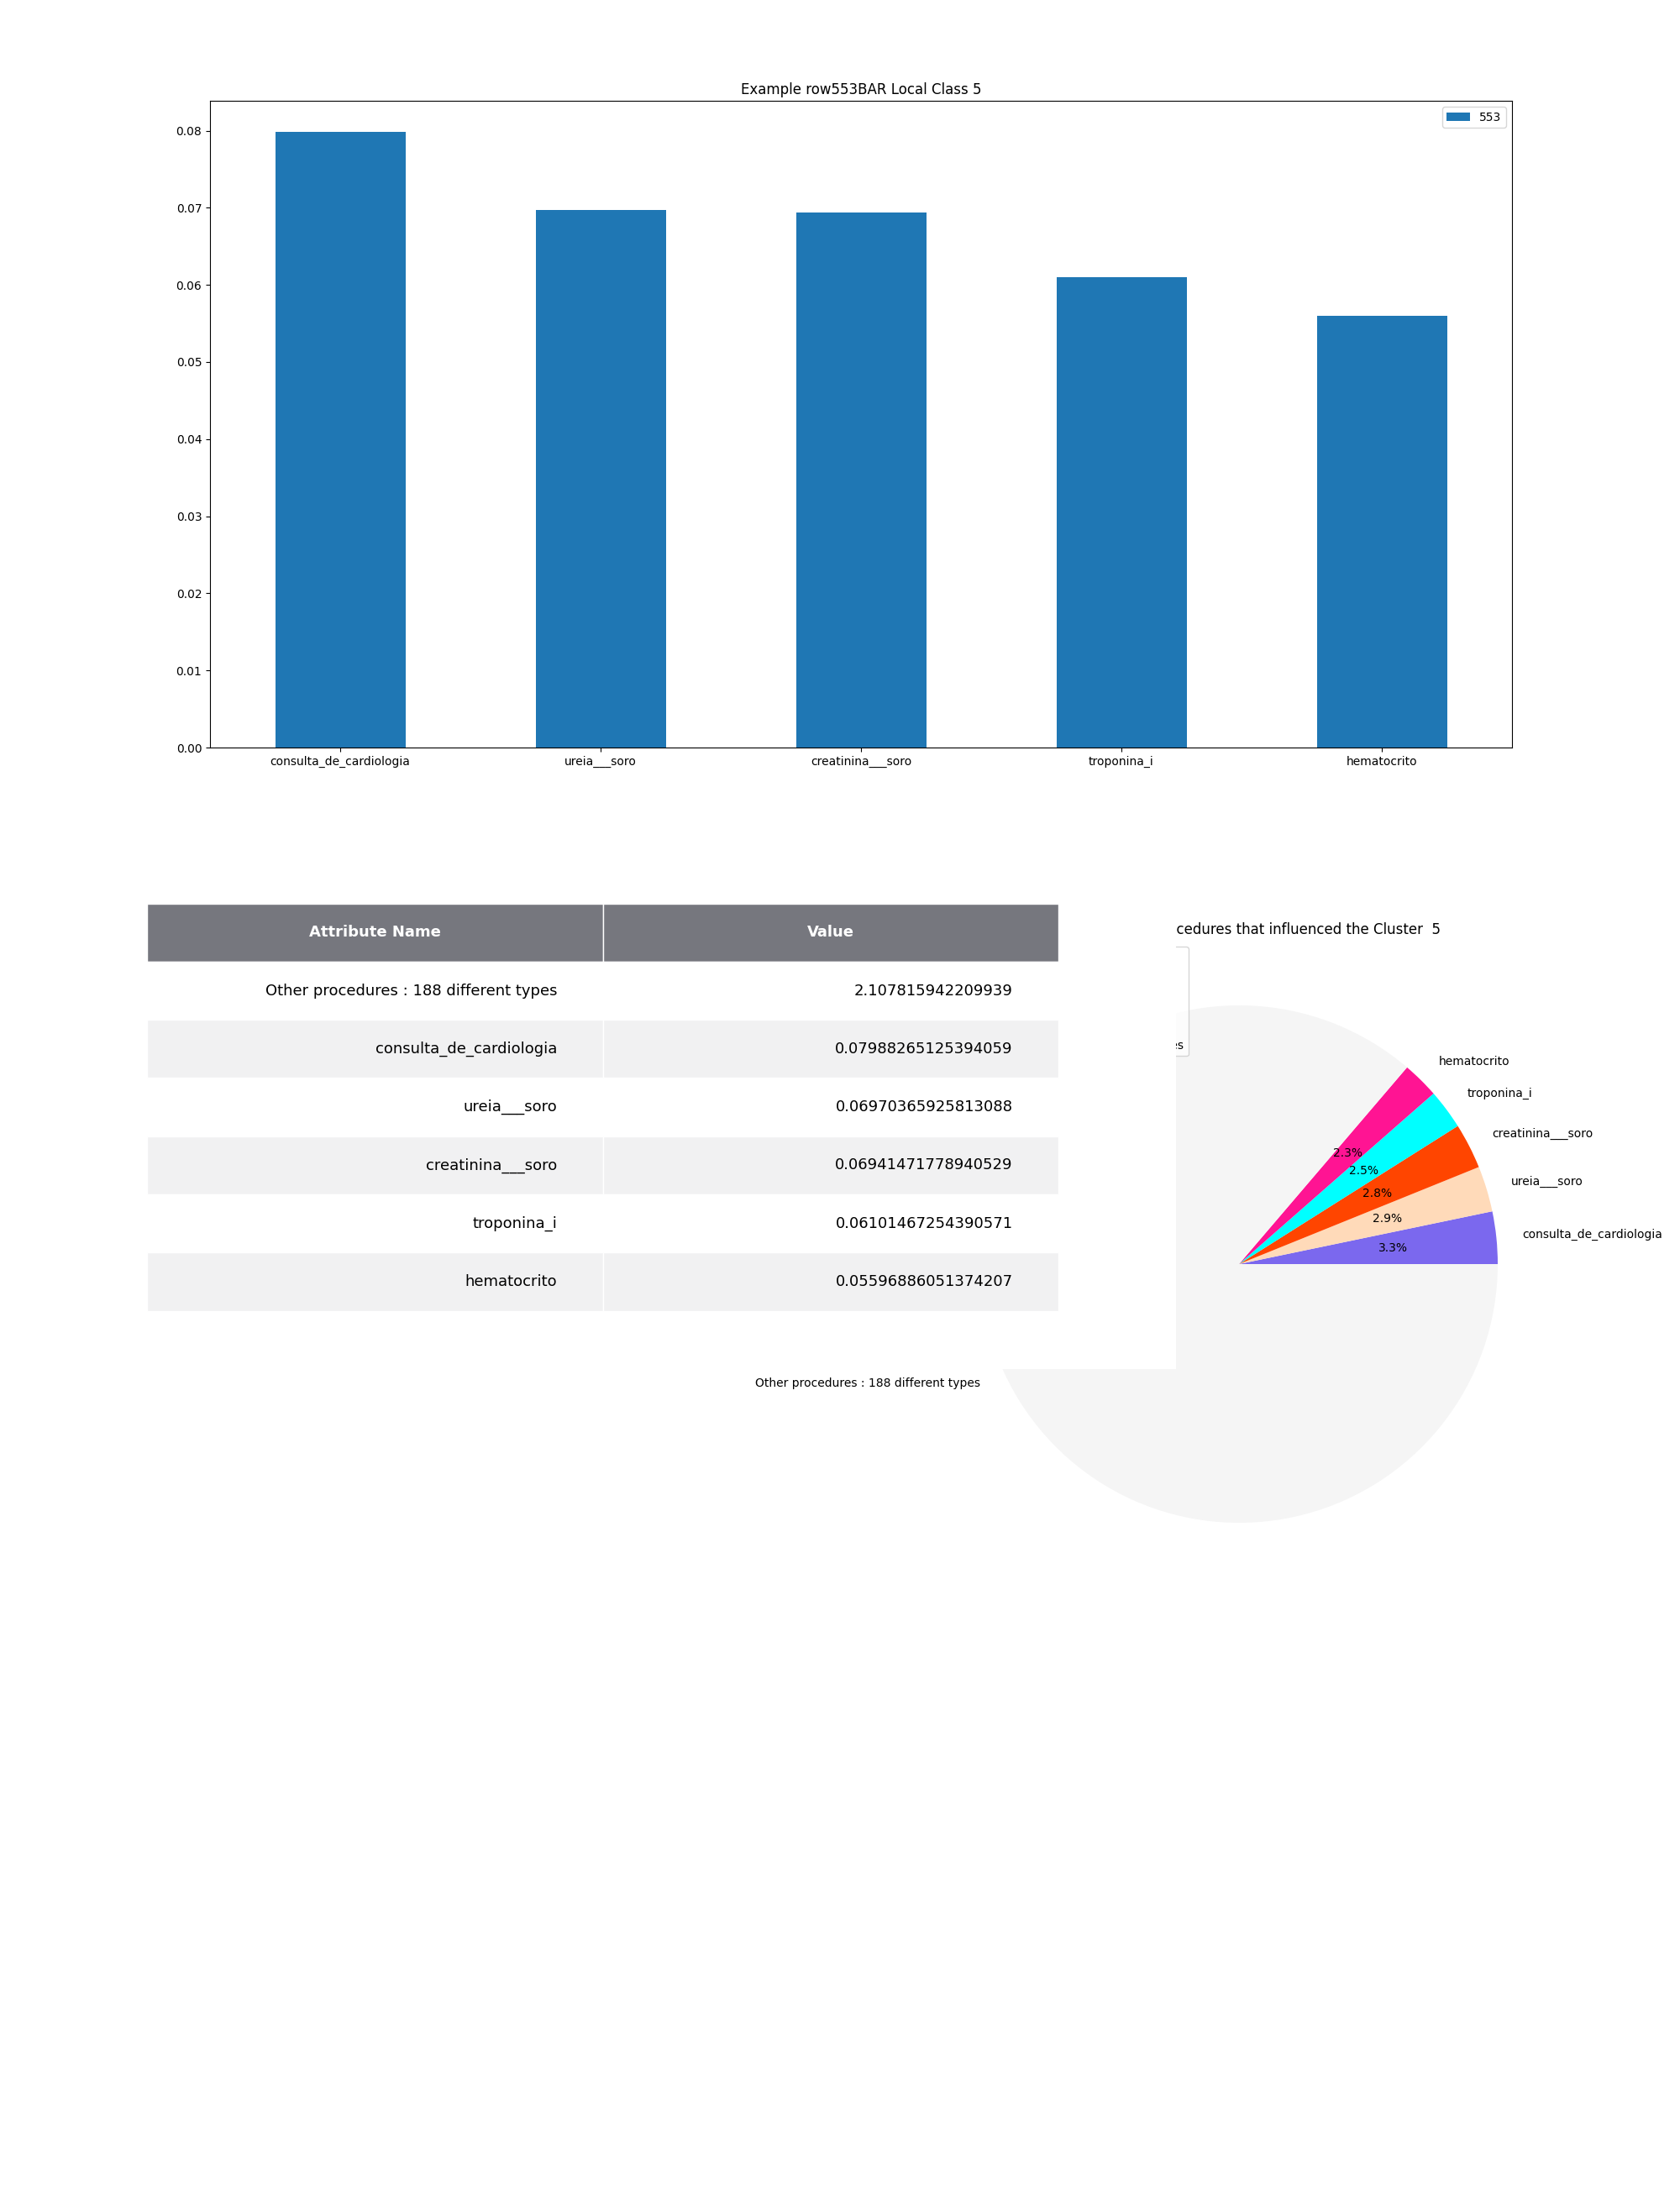 Example row553BAR Local Class 5
553
0.08
0.07
0.06
0.05
0.04
0.03
0.02
0.01
0.00
consulta_de_cardiologia ureia___soro creatinina___soro troponina_i hematocrito
Attribute Name Value
Other procedures : 188 different types 2.107815942209939
consulta_de_cardiologia 0.07988265125394059
ureia___soro 0.06970365925813088
creatinina___soro 0.06941471778940529
troponina_i 0.06101467254390571
hematocrito 0.05596886051374207
cedures that influenced the Cluster 5
es
hematocrito
troponina_i
creatinina___soro
ureia___soro
consulta_de_cardiologia
2.3%
2.5%
2.8%
2.9%
3.3%
Other procedures : 188 different types